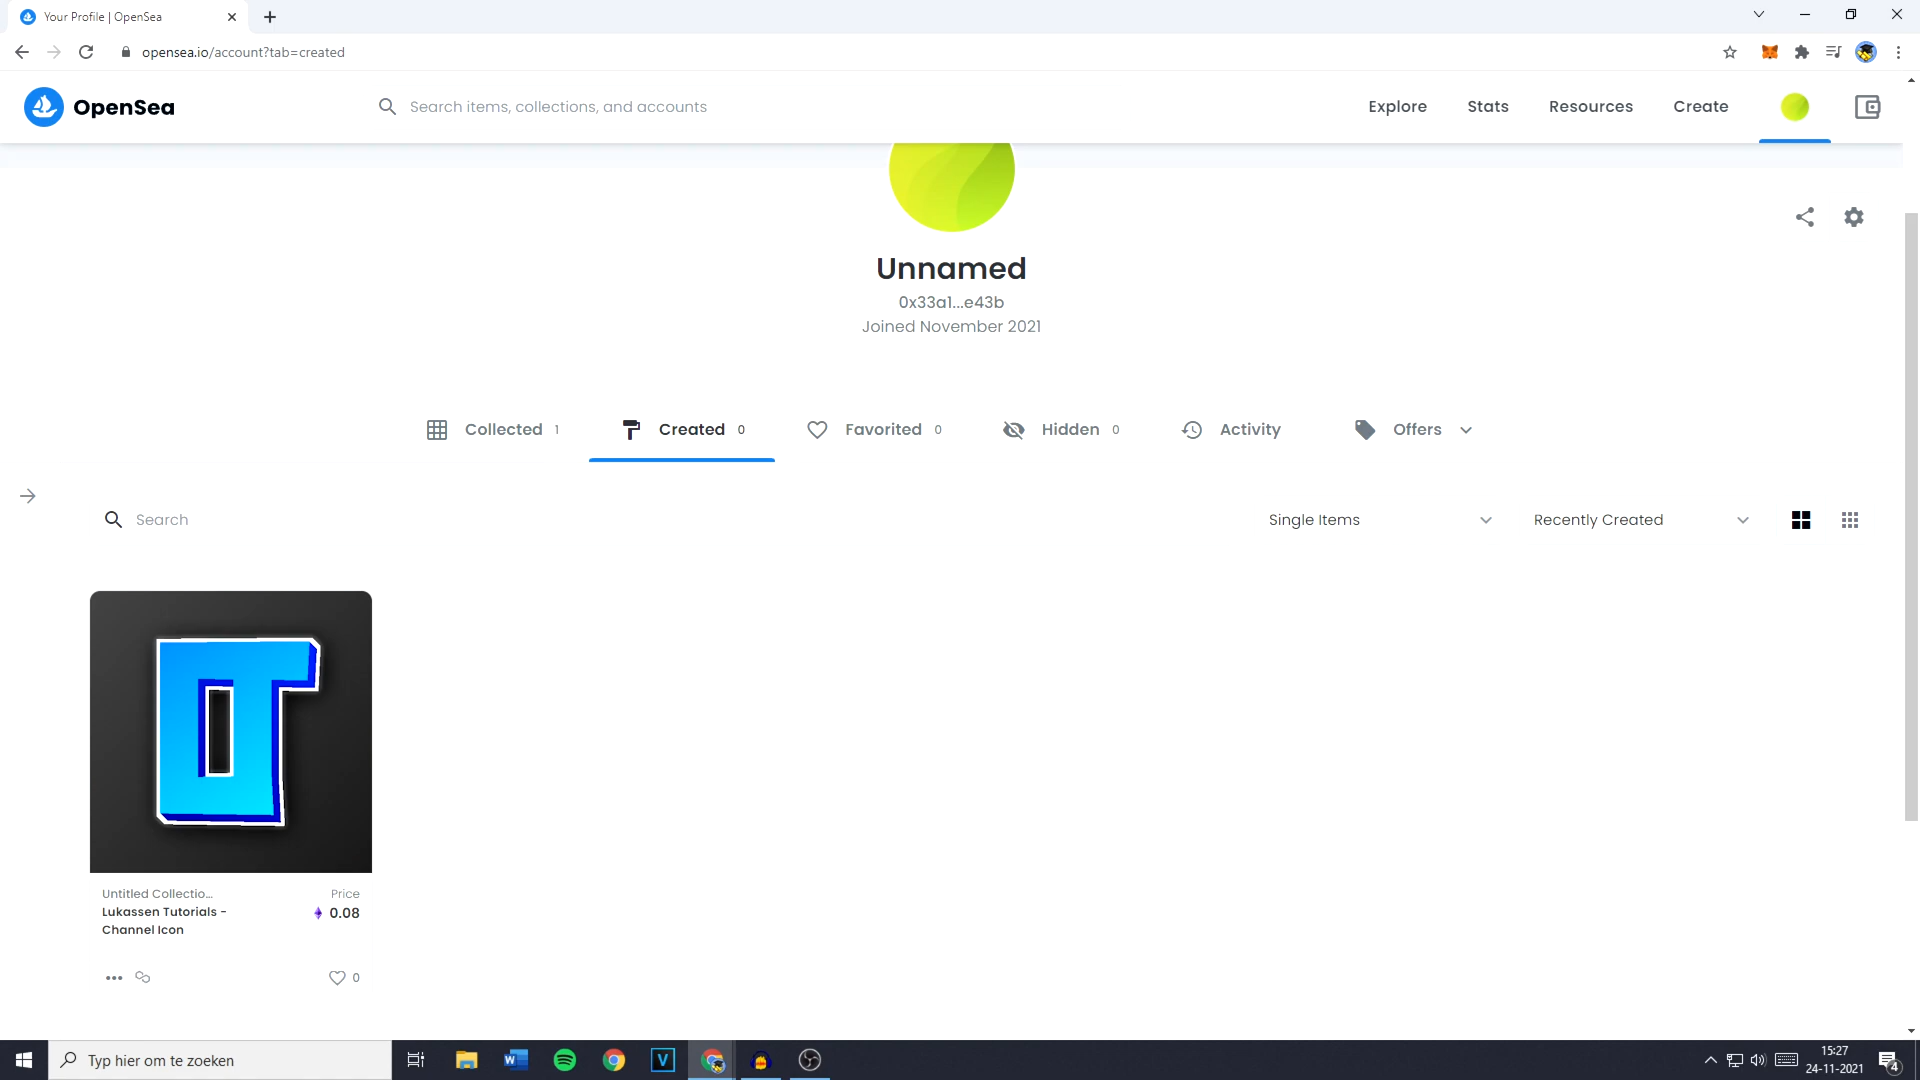 Your Profile | OpenSea
opensea.io/account?tab=created
OpenSea
Search items, collections, and accounts
Explore
Stats
Resources
Create
Unnamed
0x33a1...e43b
Joined November 2021
Collected 1
Created 0
Favorited 0
Hidden 0
Activity
Offers
Search
Single Items
Recently Created
Untitled Collectio...
Price
Lukassen Tutorials -
0.08
Channel Icon
0
Typ hier om te zoeken
15:27
24-11-2021
4